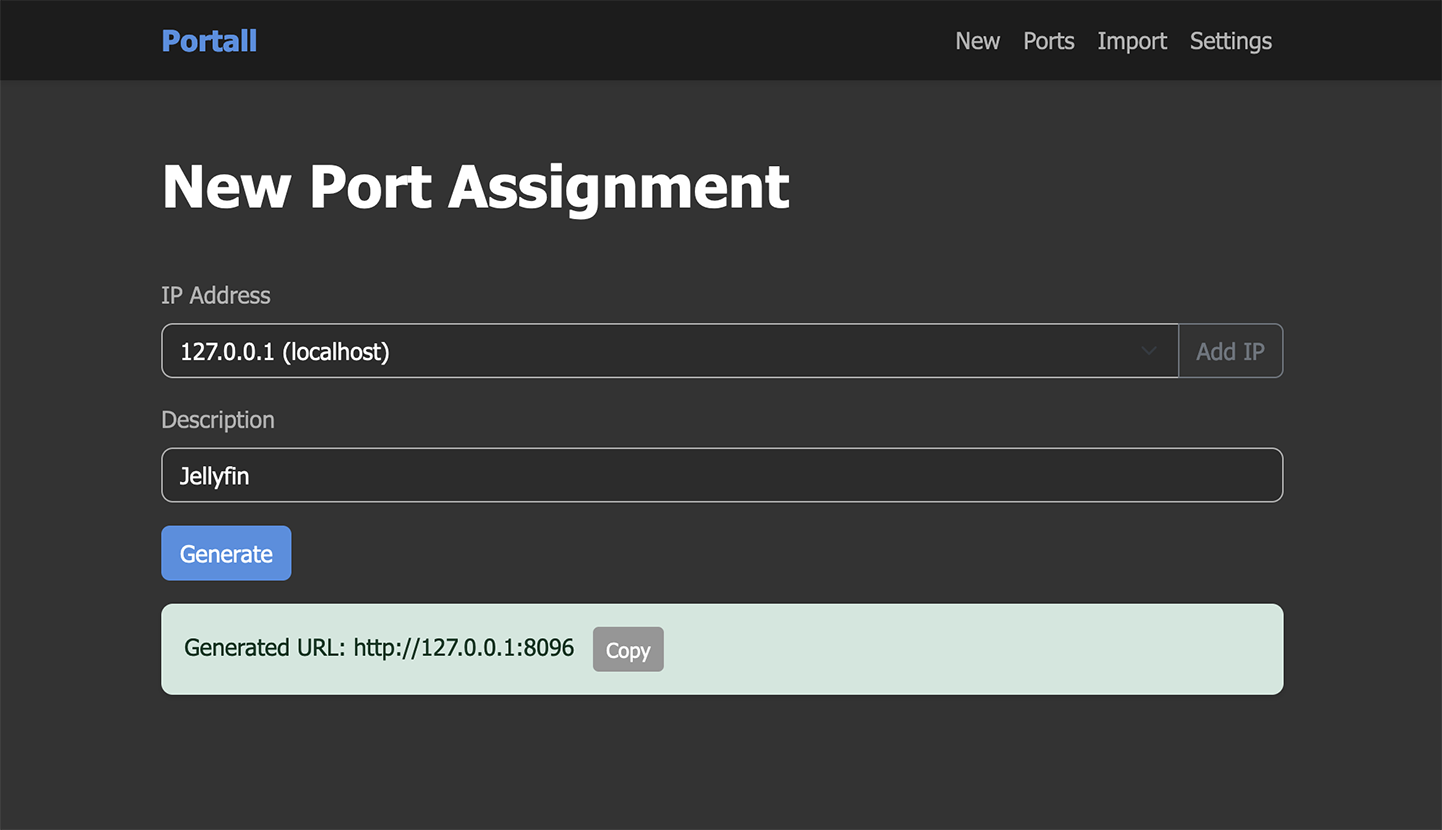 Portall
New Ports Import Settings
New Port Assignment
IP Address
127.0.0.1 (localhost) Add IP
Description
Jellyfin
Generate
Generated URL: http://127.0.0.1:8096 Copy